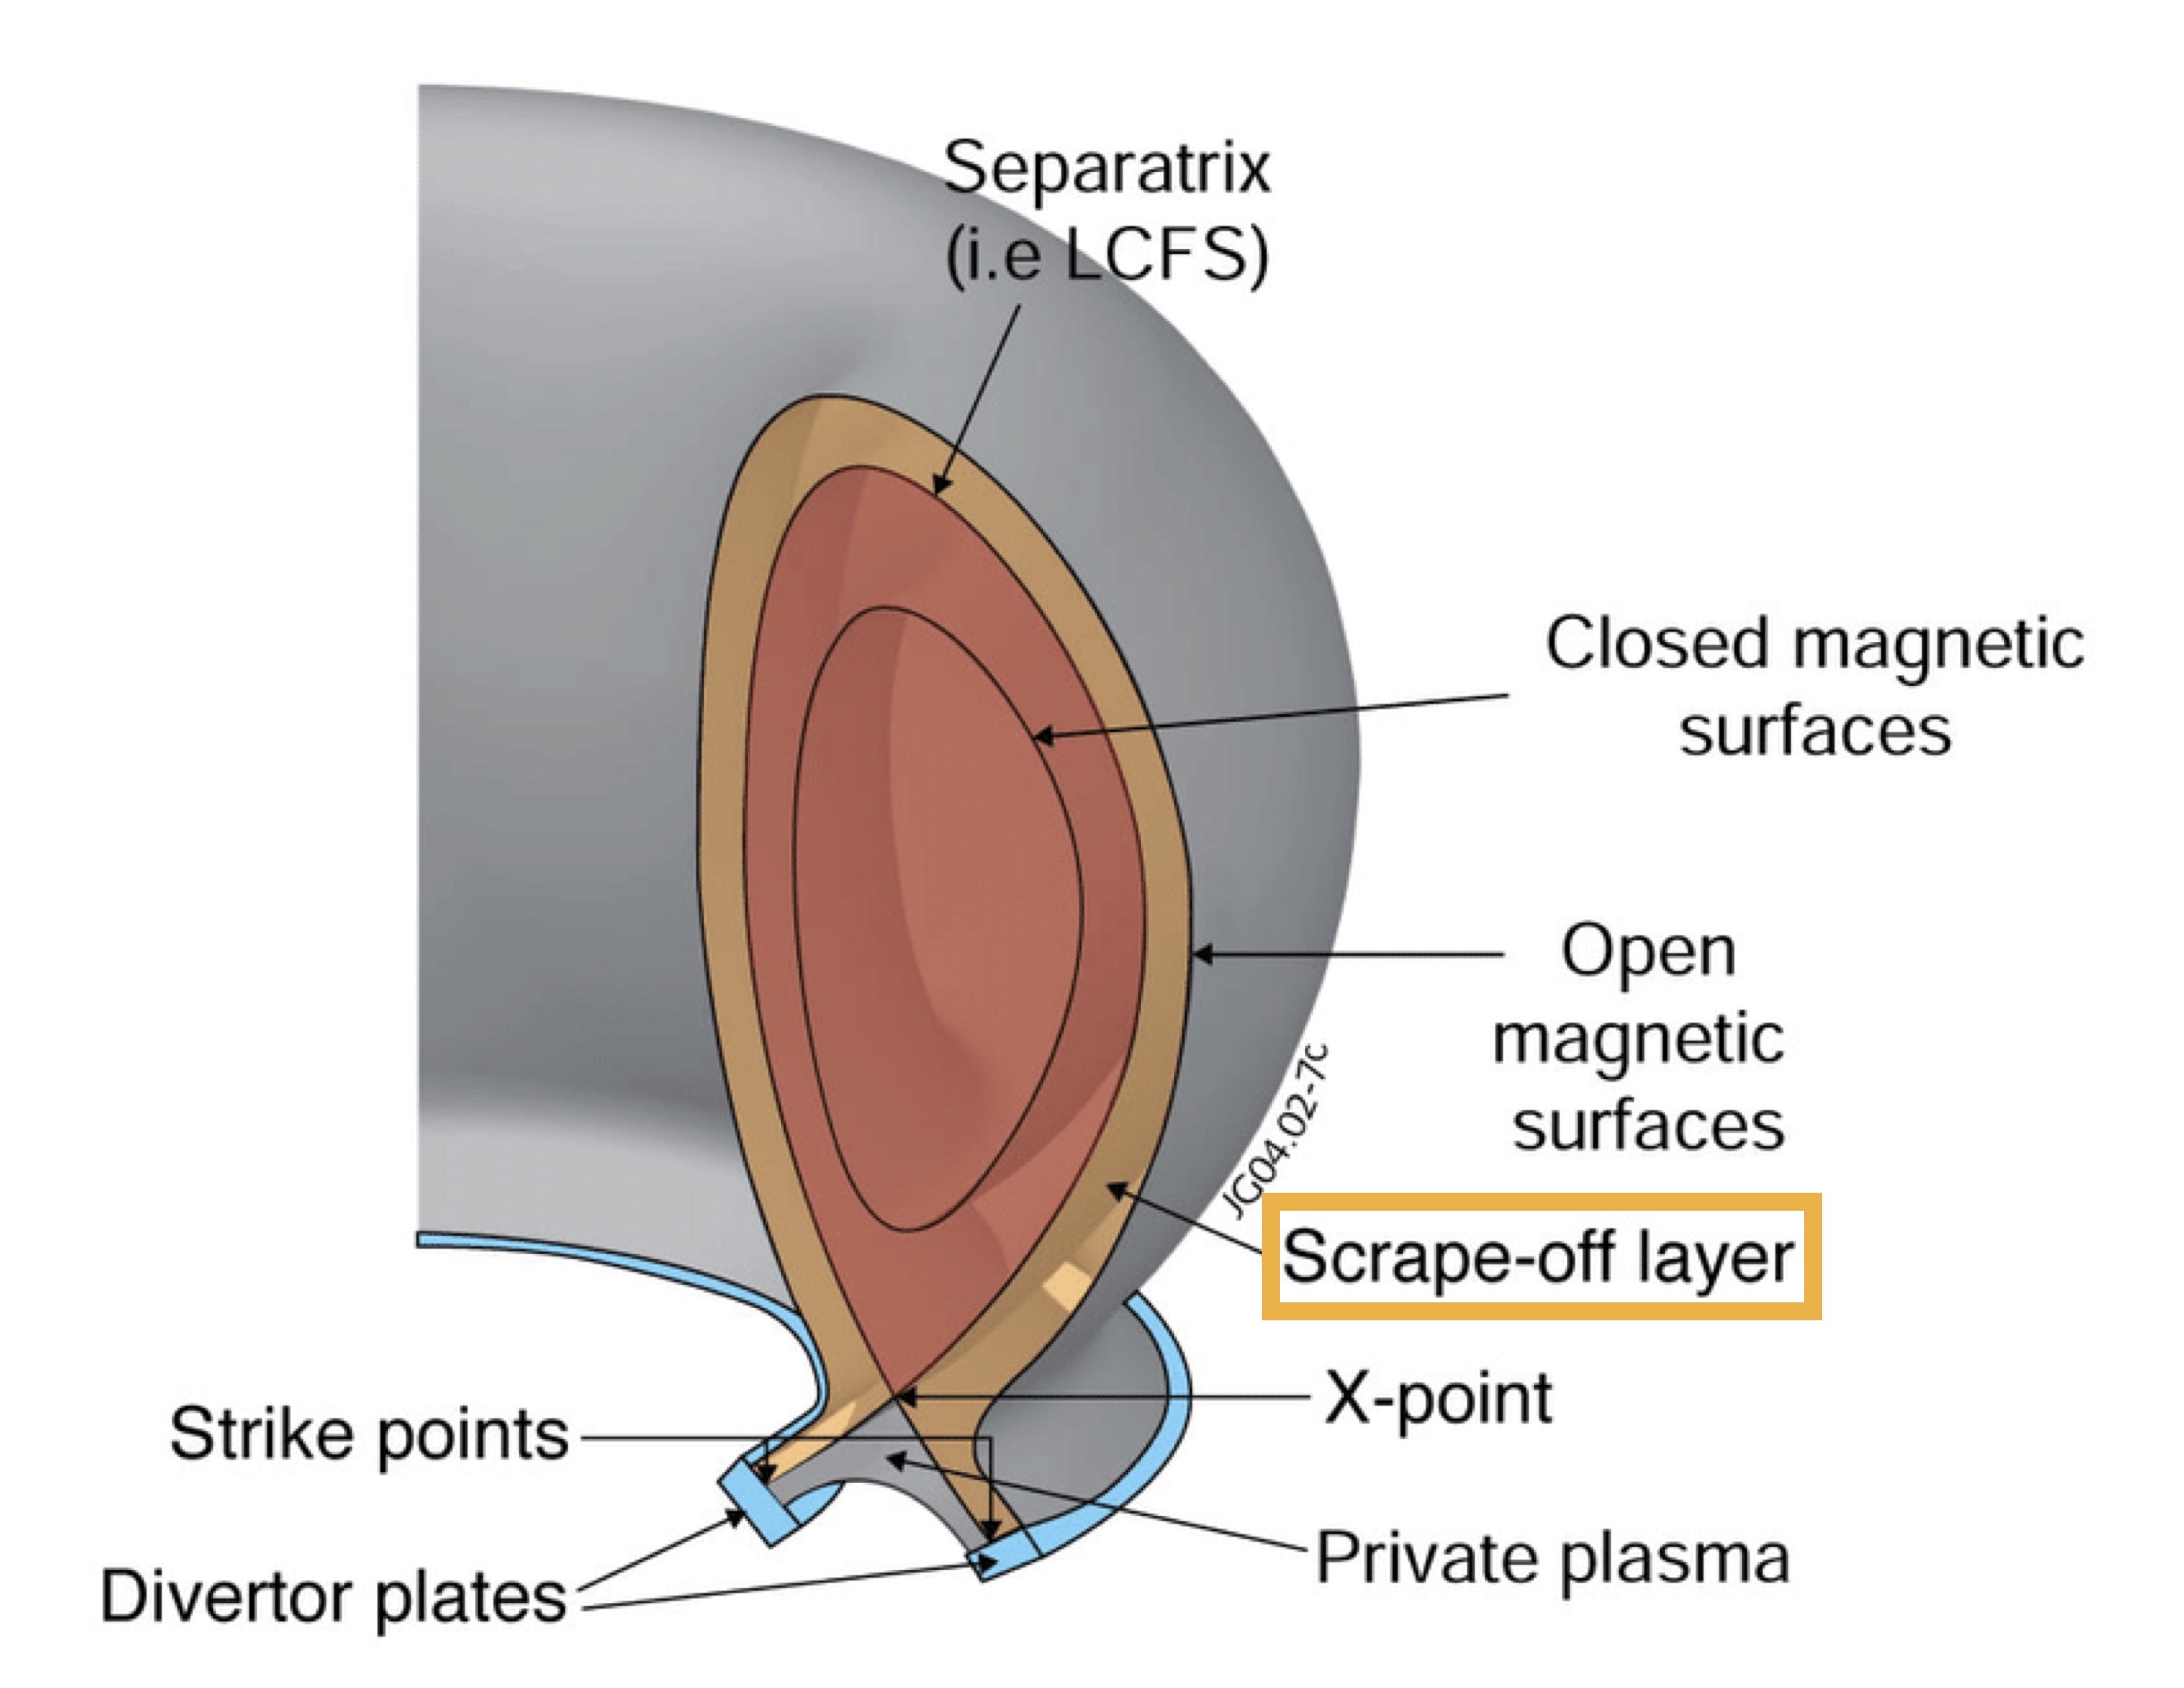 Separatrix
(i.e LCFS)
Closed magnetic
surfaces
Open
magnetic
surfaces
JG04.02-7c
Scrape-off layer
X-point
Strike points
Private plasma
Divertor plates